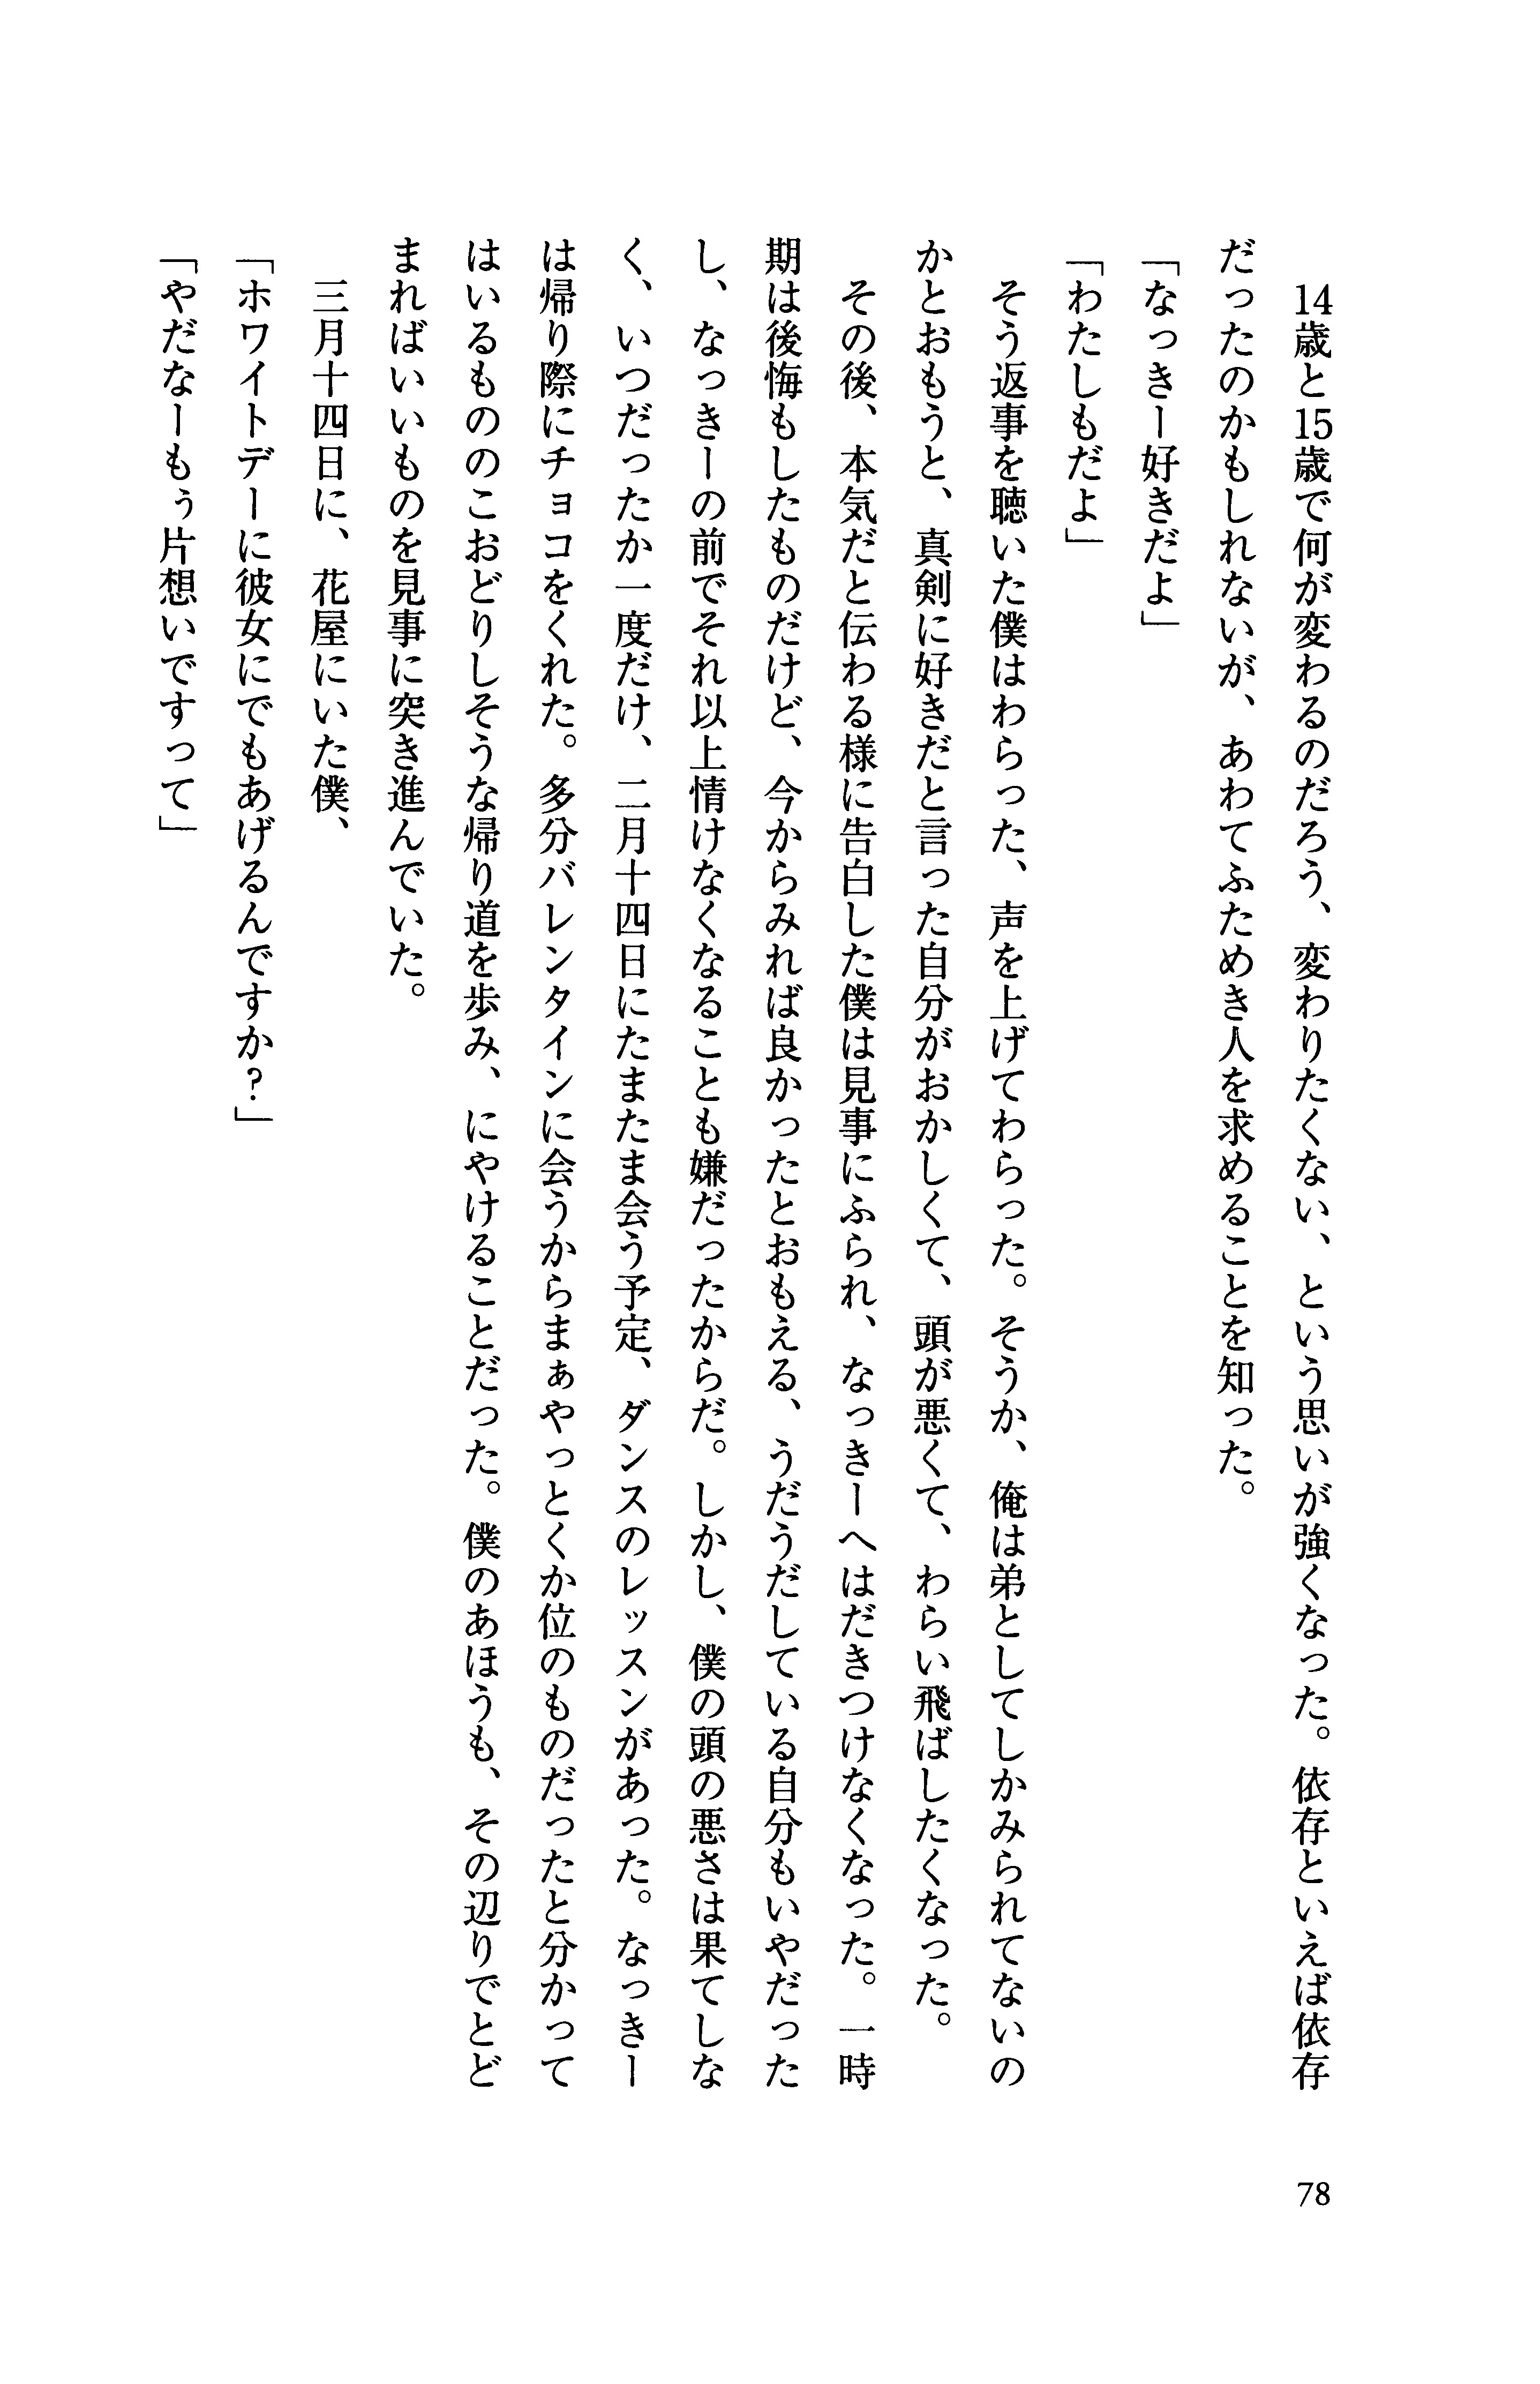 14歳と15歳で何が変わるのだろう、変わりたくない、という思いが強くなった。依存といえば依存
だったのかもしれないが、あわてふためき人を求めることを知った。
「なっきー好きだよ」
「わたしもだよ」
　そう返事を聴いた僕はわらった、声を上げてわらった。そうか、俺は弟としてしかみられてないの
かとおもうと、真剣に好きだと言った自分がおかしくて、頭が悪くて、わらい飛ばしたくなった。
　その後、本気だと伝わる様に告白した僕は見事にふられ、なっきーへはだきつけなくなった。一時
期は後悔もしたものだけど、今からみれば良かったとおもえる、うだうだしている自分もいやだった
し、なっきーの前でそれ以上情けなくなることも嫌だったからだ。しかし、僕の頭の悪さは果てしな
く、いつだったか一度だけ、二月十四日にたまたま会う予定、ダンスのレッスンがあった。なっきー
は帰り際にチョコをくれた。多分バレンタインに会うからまぁやっとくか位のものだったと分かって
はいるもののこおどりしそうな帰り道を歩み、にやけることだった。僕のあほうも、その辺りでとど
まればいいものを見事に突き進んでいた。
　三月十四日に、花屋にいた僕、
「ホワイトデーに彼女にでもあげるんですか？」
「やだなーもぅ片想いですって」
78